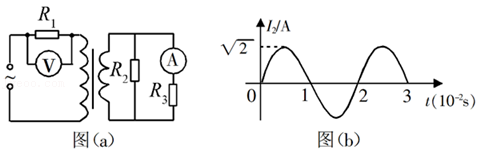 R₁
V
~
R₂
A
R₃
图(a)
I₂/A
√2
0
1
2
3
t(10⁻²s)
图(b)